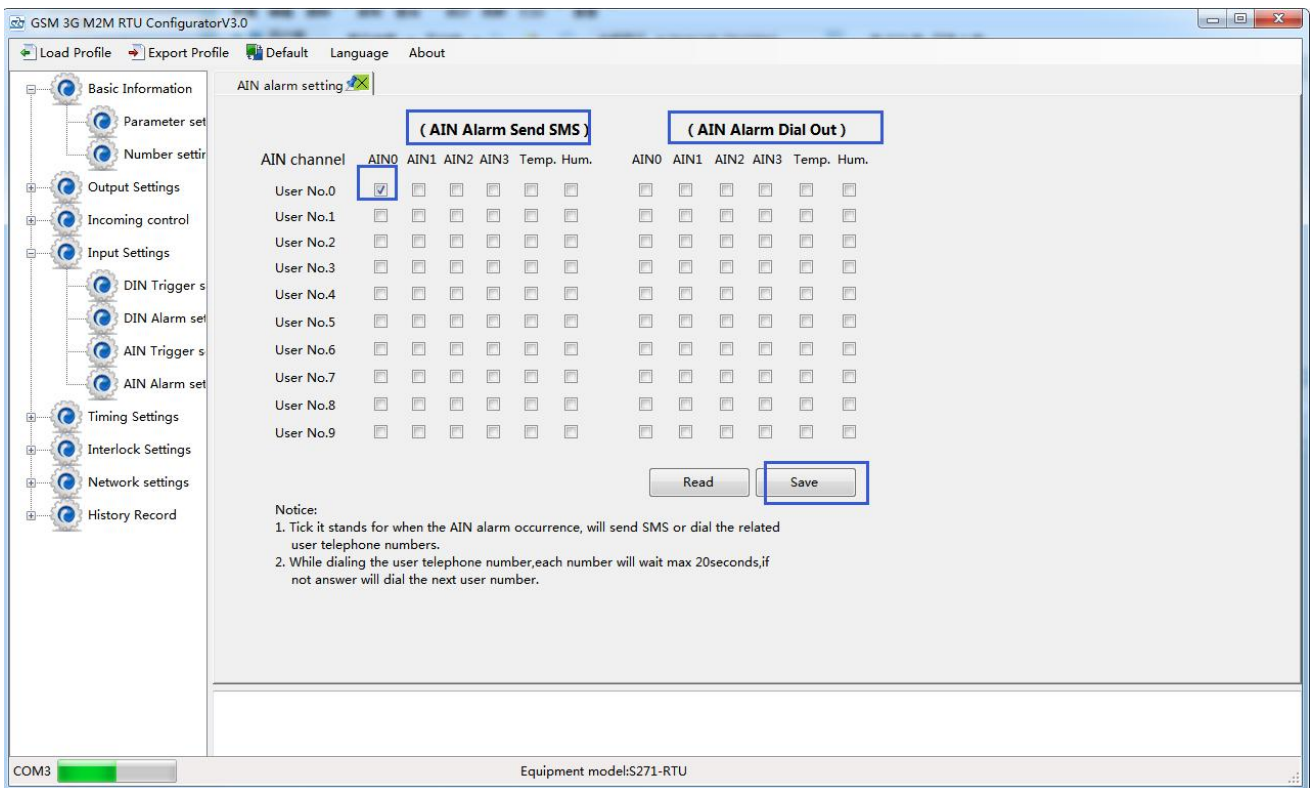 GSM 3G M2M RTU ConfiguratorV3.0
Load Profile Export Profile Default Language About
Basic Information
Parameter set
Number settir
Output Settings
Incoming control
Input Settings
DIN Trigger s
DIN Alarm set
AIN Trigger s
AIN Alarm set
Timing Settings
Interlock Settings
Network settings
History Record
AIN alarm setting
( AIN Alarm Send SMS ) ( AIN Alarm Dial Out )
AIN channel AIN0 AIN1 AIN2 AIN3 Temp. Hum. AIN0 AIN1 AIN2 AIN3 Temp. Hum.
User No.0
User No.1
User No.2
User No.3
User No.4
User No.5
User No.6
User No.7
User No.8
User No.9
Read Save
Notice:
1. Tick it stands for when the AIN alarm occurrence, will send SMS or dial the related
user telephone numbers.
2. While dialing the user telephone number,each number will wait max 20seconds,if
not answer will dial the next user number.
COM3 Equipment model:S271-RTU